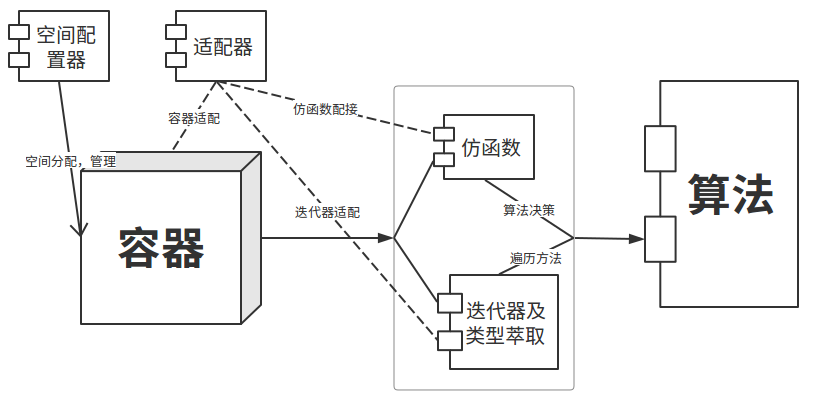 空间配
置器
适配器
容器适配
仿函数配接
空间分配，管理
仿函数
算法
容器
迭代器适配
算法决策
遍历方法
迭代器及
类型萃取